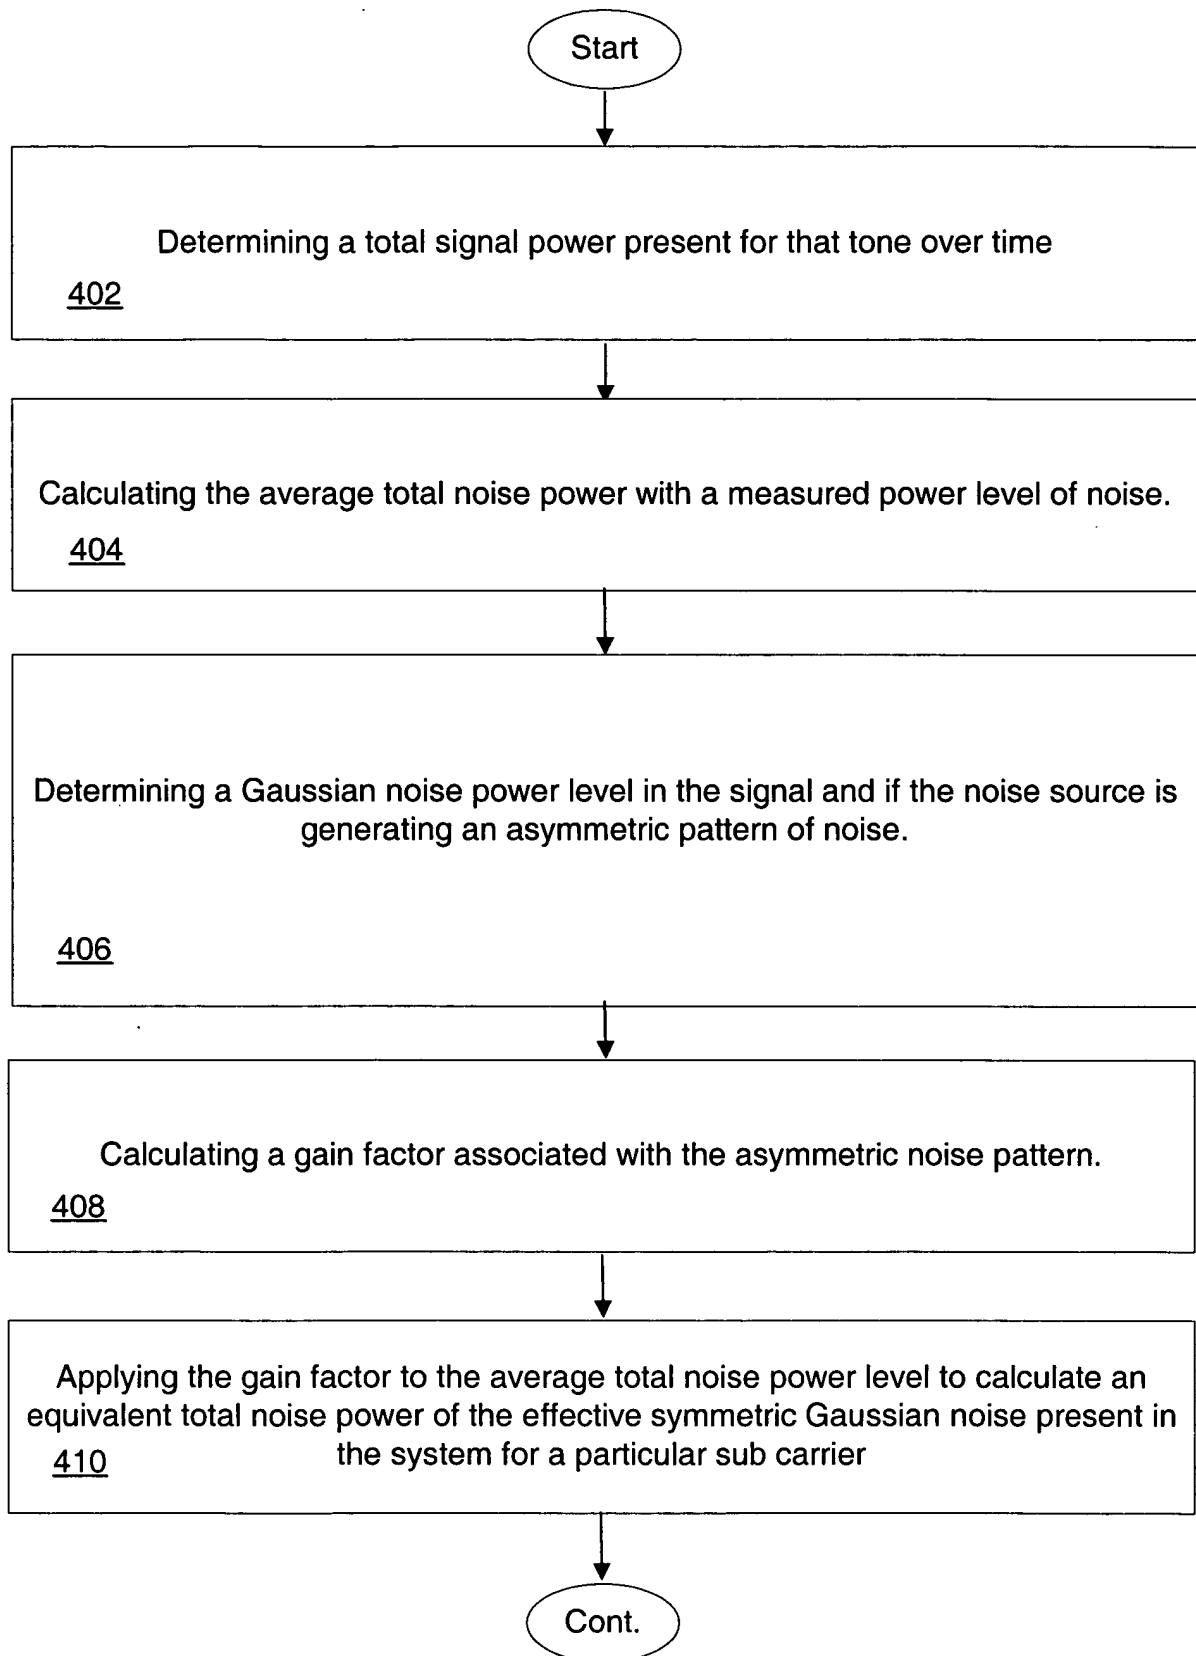 Start
Determining a total signal power present for that tone over time
402
Calculating the average total noise power with a measured power level of noise.
404
Determining a Gaussian noise power level in the signal and if the noise source is
generating an asymmetric pattern of noise.
406
Calculating a gain factor associated with the asymmetric noise pattern.
408
Applying the gain factor to the average total noise power level to calculate an
equivalent total noise power of the effective symmetric Gaussian noise present in
the system for a particular sub carrier
410
Cont.